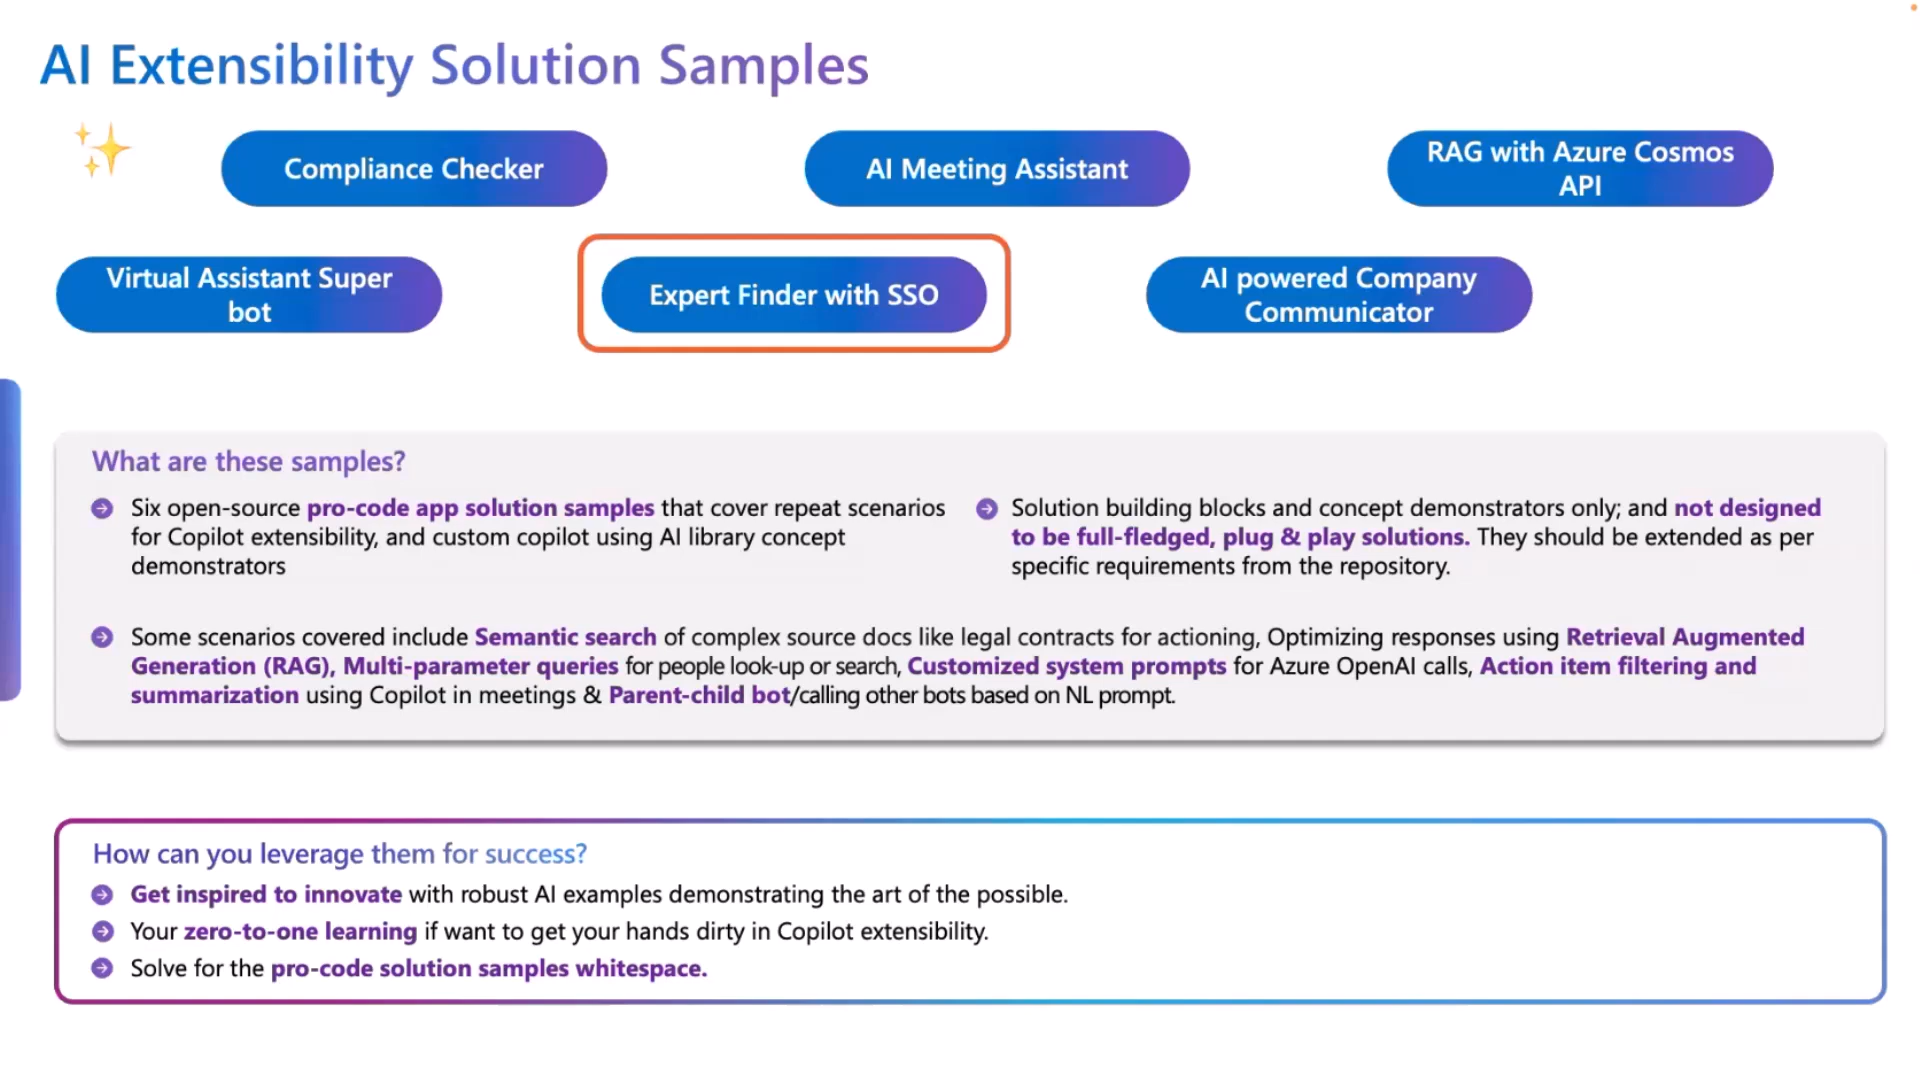 AI Extensibility Solution Samples
Compliance Checker
AI Meeting Assistant
RAG with Azure Cosmos
API
Virtual Assistant Super
bot
Expert Finder with SSO
AI powered Company
Communicator
What are these samples?
Six open-source pro-code app solution samples that cover repeat scenarios
for Copilot extensibility, and custom copilot using AI library concept
demonstrators
Solution building blocks and concept demonstrators only; and not designed
to be full-fledged, plug & play solutions. They should be extended as per
specific requirements from the repository.
Some scenarios covered include Semantic search of complex source docs like legal contracts for actioning, Optimizing responses using Retrieval Augmented
Generation (RAG), Multi-parameter queries for people look-up or search, Customized system prompts for Azure OpenAI calls, Action item filtering and
summarization using Copilot in meetings & Parent-child bot/calling other bots based on NL prompt.
How can you leverage them for success?
Get inspired to innovate with robust AI examples demonstrating the art of the possible.
Your zero-to-one learning if want to get your hands dirty in Copilot extensibility.
Solve for the pro-code solution samples whitespace.